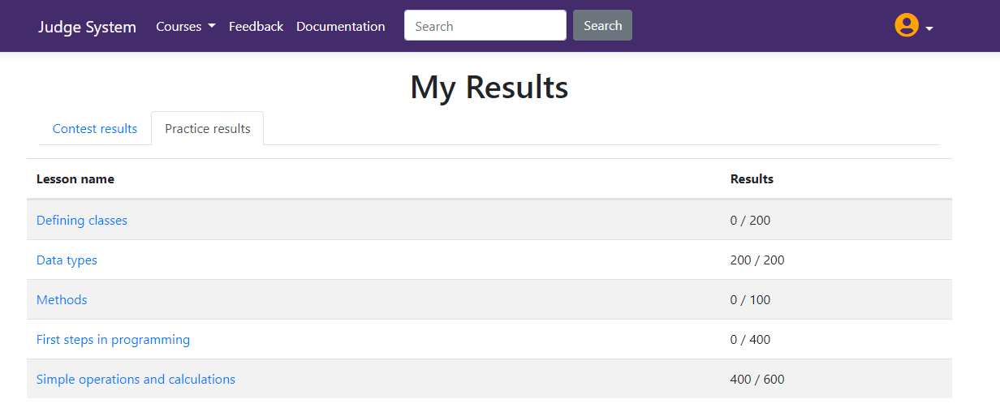 Judge System Courses Feedback Documentation Search Search
My Results
Contest results Practice results
Lesson name Results
Defining classes 0 / 200
Data types 200 / 200
Methods 0 / 100
First steps in programming 0 / 400
Simple operations and calculations 400 / 600